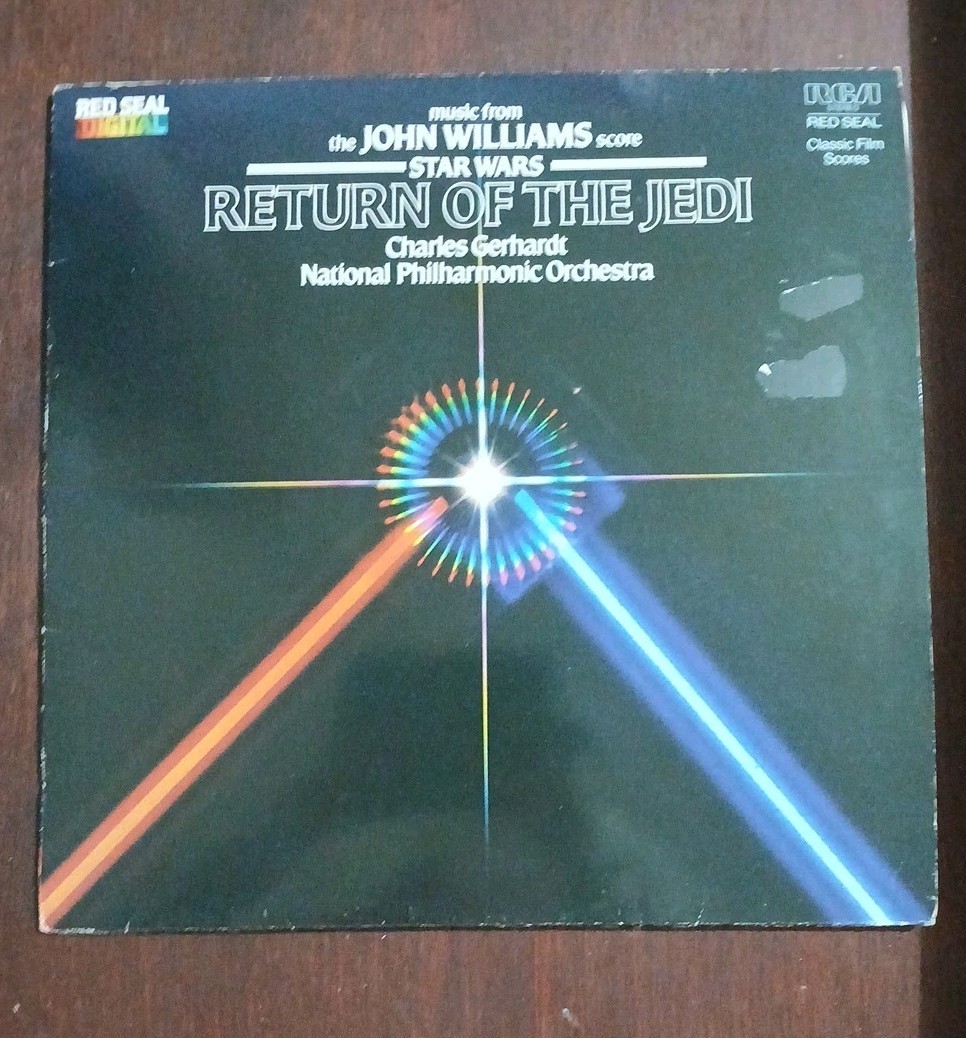 RED SEAL
DIGITAL
music from
the JOHN WILLIAMS score
STAR WARS
RETURN OF THE JEDI
Charles Gerhardt
National Philharmonic Orchestra
RCA
RED SEAL
Classic Film
Scores